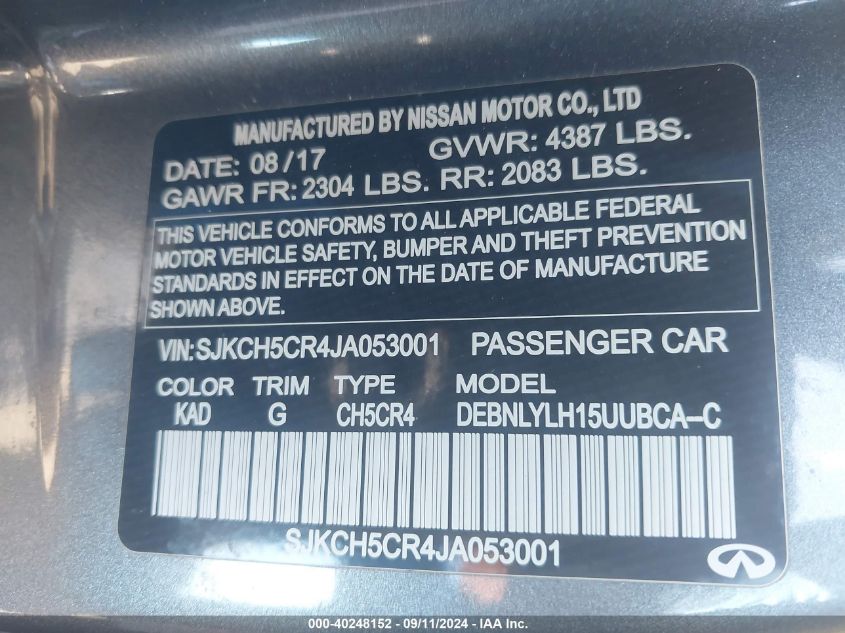 MANUFACTURED BY NISSAN MOTOR CO., LTD
DATE: 08/17 GVWR: 4387 LBS.
GAWR FR: 2304 LBS. RR: 2083 LBS.
THIS VEHICLE CONFORMS TO ALL APPLICABLE FEDERAL
MOTOR VEHICLE SAFETY, BUMPER AND THEFT PREVENTION
STANDARDS IN EFFECT ON THE DATE OF MANUFACTURE
SHOWN ABOVE.
VIN:SJKCH5CR4JA053001 PASSENGER CAR
COLOR TRIM TYPE MODEL
KAD G CH5CR4 DEBNLYLH15UUBCA-C
SJKCH5CR4JA053001
000-40248152 - 09/11/2024 - IAA Inc.